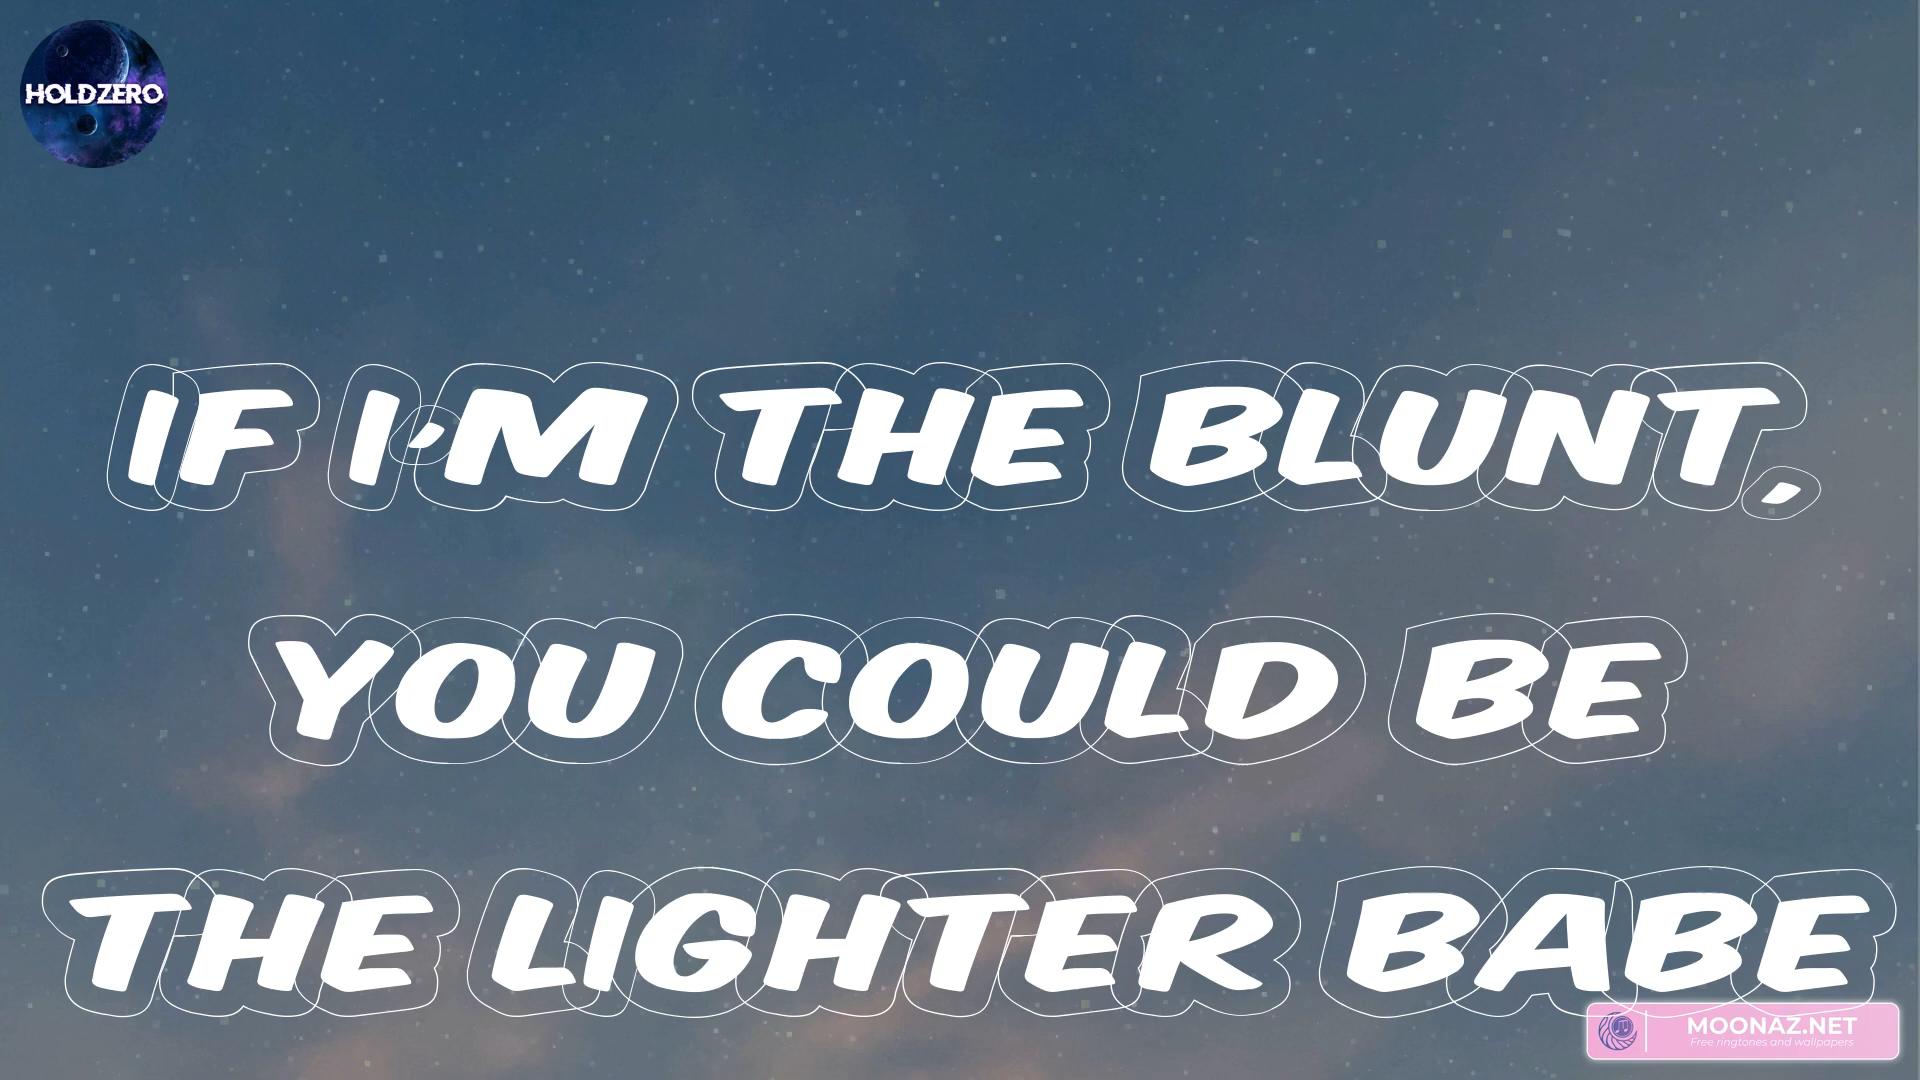 HOLDZERO
IF I'M THE BLUNT,
YOU COULD BE
THE LIGHTER BABE
MOONAZ.NET
Free ringtones and wallpapers